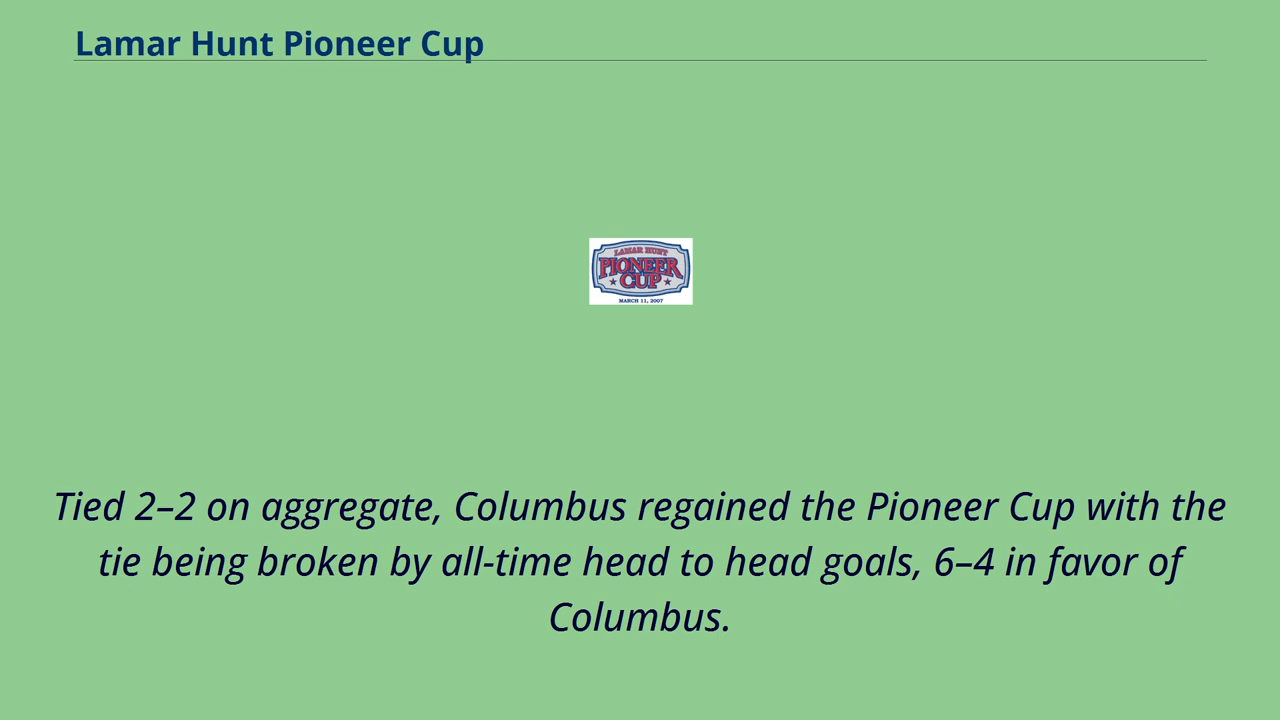 Lamar Hunt Pioneer Cup
LAMAR HUNT
PIONEER
CUP
MARCH 11, 2007
Tied 2–2 on aggregate, Columbus regained the Pioneer Cup with the
tie being broken by all-time head to head goals, 6–4 in favor of
Columbus.